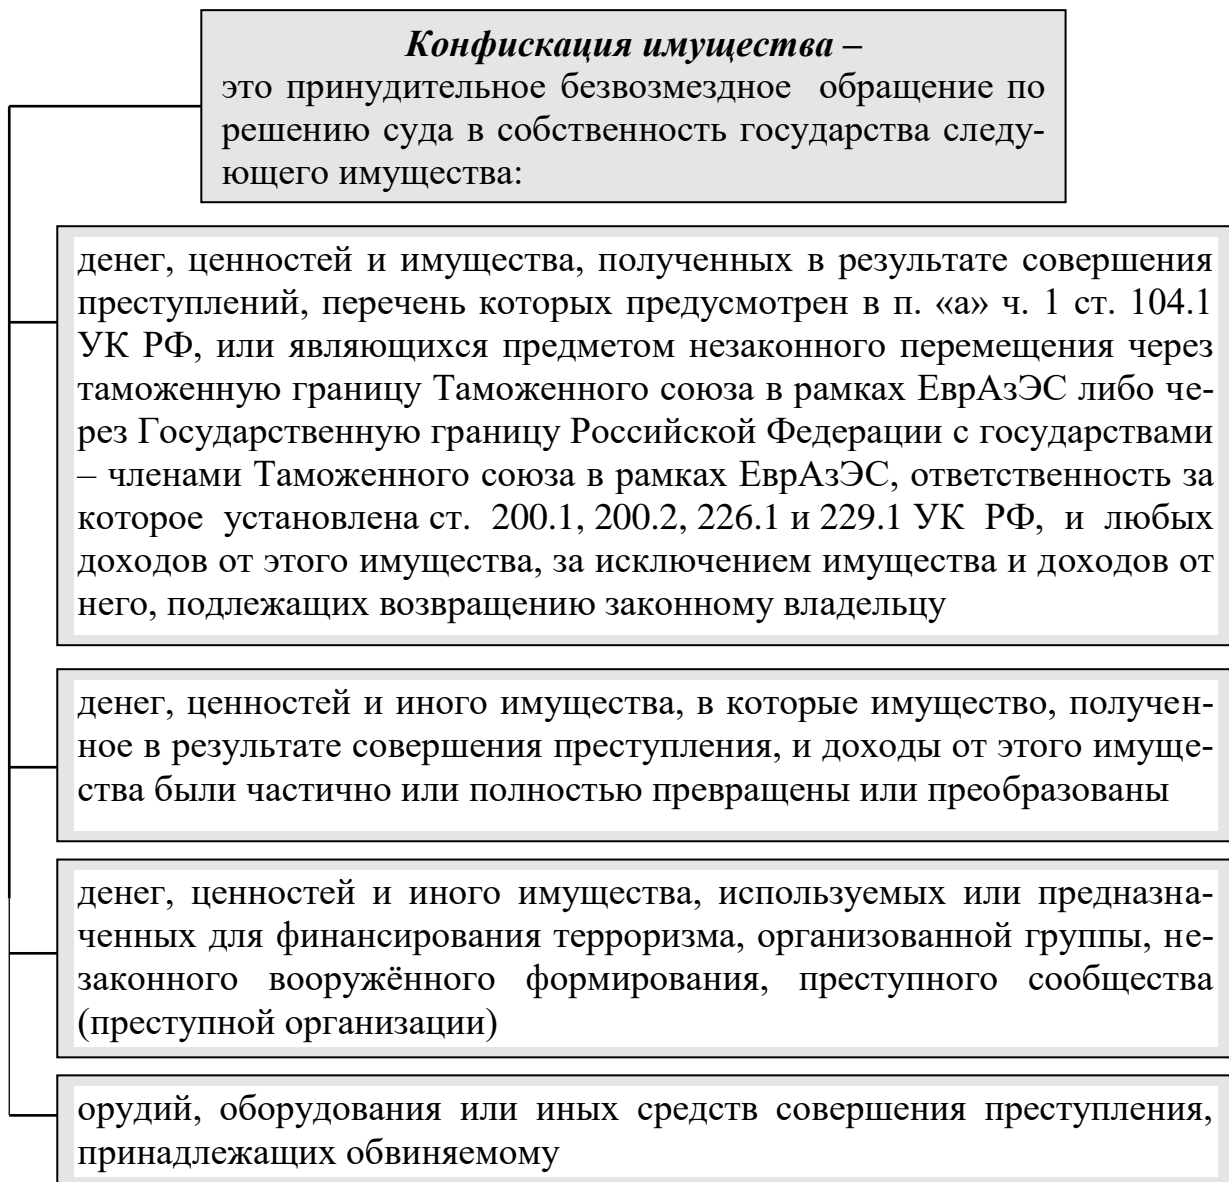 Конфискация имущества –
это принудительное безвозмездное обращение по
решению суда в собственность государства следу-
ющего имущества:
денег, ценностей и имущества, полученных в результате совершения
преступлений, перечень которых предусмотрен в п. «а» ч. 1 ст. 104.1
УК РФ, или являющихся предметом незаконного перемещения через
таможенную границу Таможенного союза в рамках ЕврАзЭС либо че-
рез Государственную границу Российской Федерации с государствами
– членами Таможенного союза в рамках ЕврАзЭС, ответственность за
которое установлена ст. 200.1, 200.2, 226.1 и 229.1 УК РФ, и любых
доходов от этого имущества, за исключением имущества и доходов от
него, подлежащих возвращению законному владельцу
денег, ценностей и иного имущества, в которые имущество, получен-
ное в результате совершения преступления, и доходы от этого имуще-
ства были частично или полностью превращены или преобразованы
денег, ценностей и иного имущества, используемых или предназна-
ченных для финансирования терроризма, организованной группы, не-
законного вооружённого формирования, преступного сообщества
(преступной организации)
орудий, оборудования или иных средств совершения преступления,
принадлежащих обвиняемому